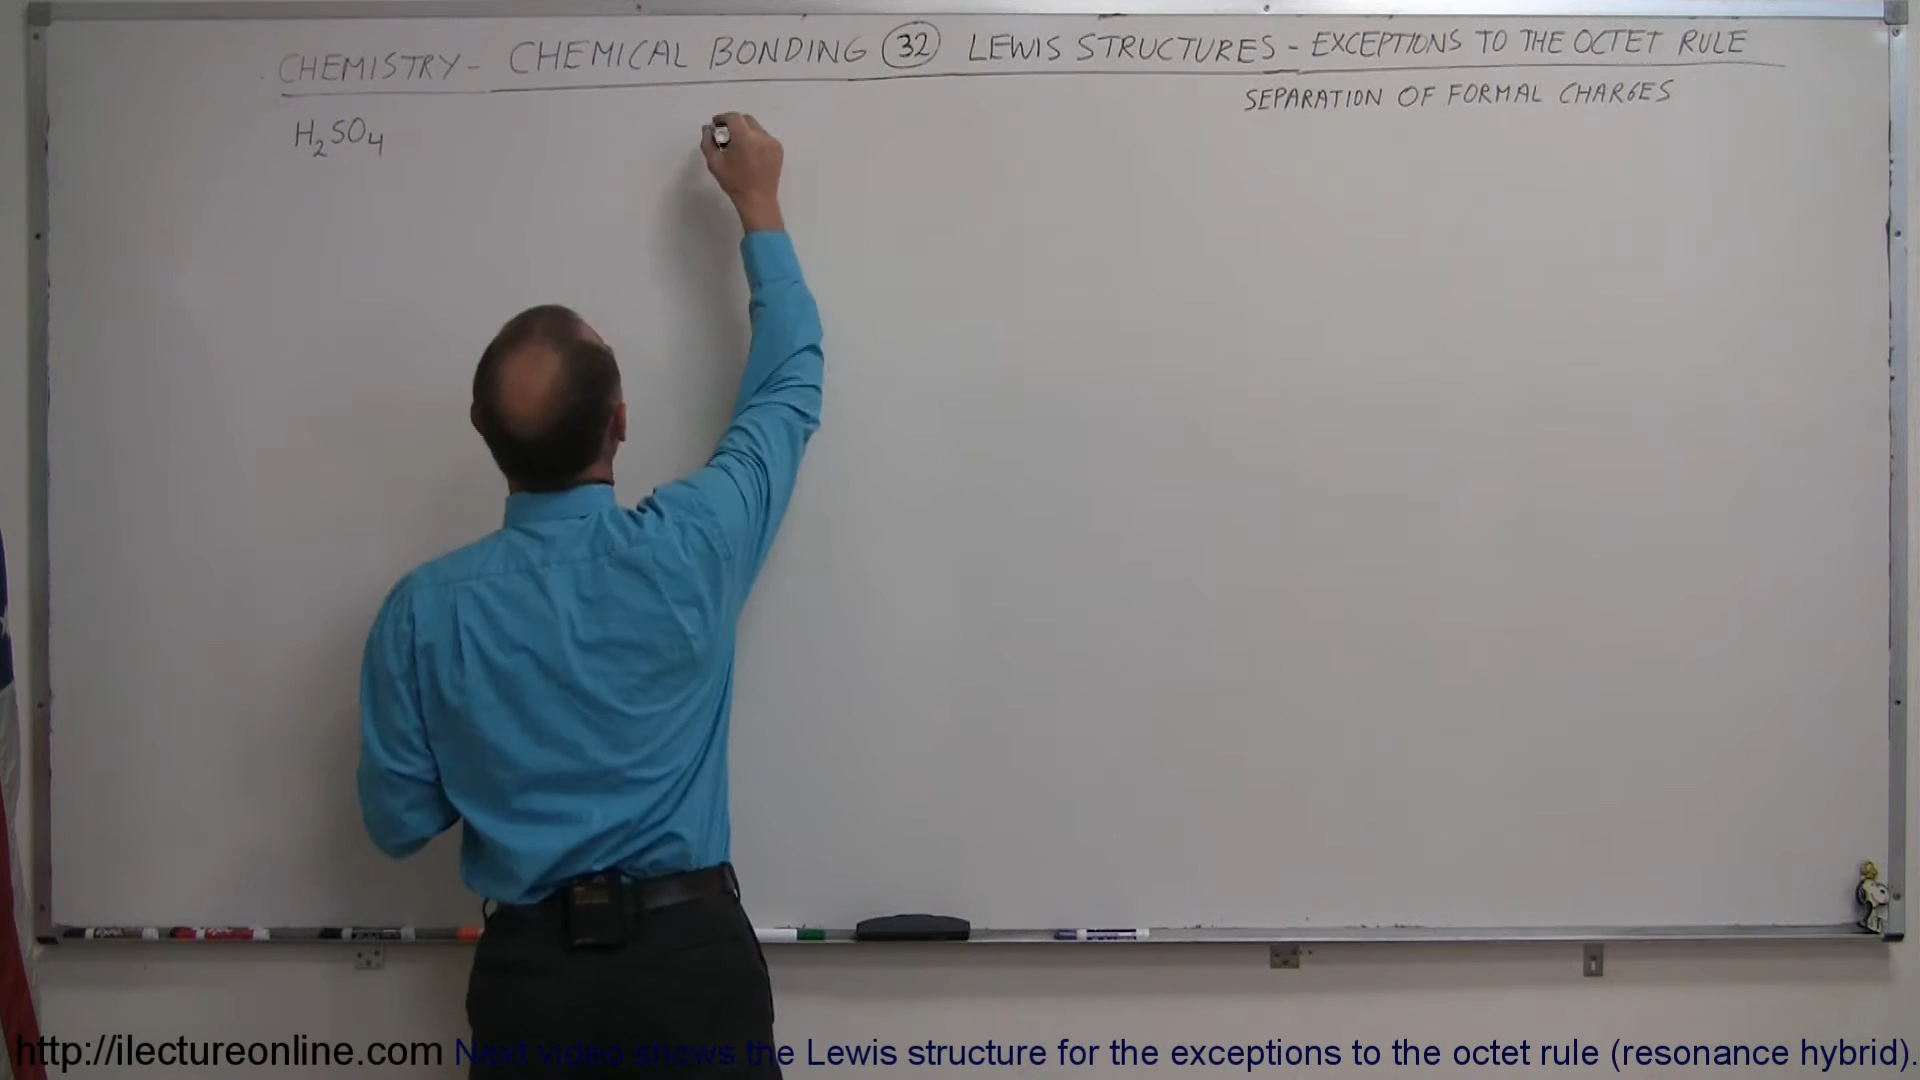 CHEMISTRY - CHEMICAL BONDING 32 LEWIS STRUCTURES - EXCEPTIONS TO THE OCTET RULE
SEPARATION OF FORMAL CHARGES
H2SO4
http://ilectureonline.com Next video shows the Lewis structure for the exceptions to the octet rule (resonance hybrid).